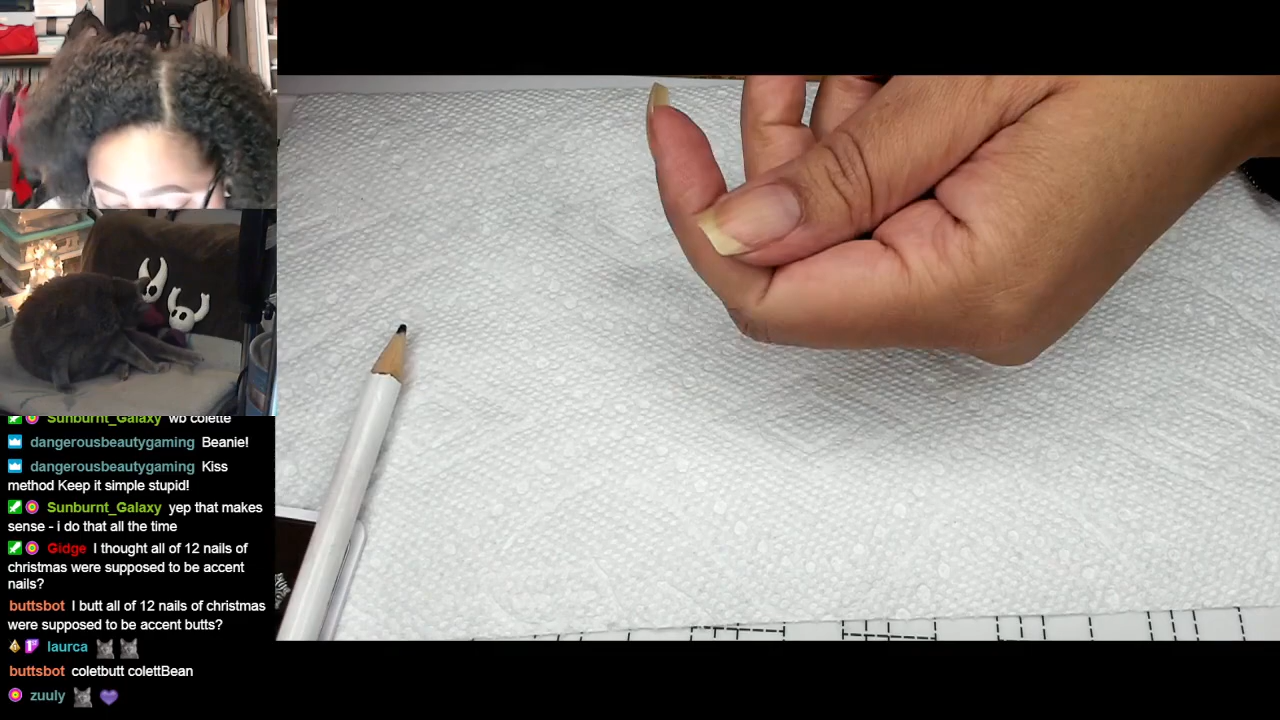 Sunburnt_Galaxy wb colette
dangerousbeautygaming Beanie!
dangerousbeautygaming Kiss
method Keep it simple stupid!
Sunburnt_Galaxy yep that makes
sense - i do that all the time
Gidge I thought all of 12 nails of
christmas were supposed to be accent
nails?
buttsbot I butt all of 12 nails of christmas
were supposed to be accent butts?
laurca
buttsbot coletbutt colettBean
zuuly